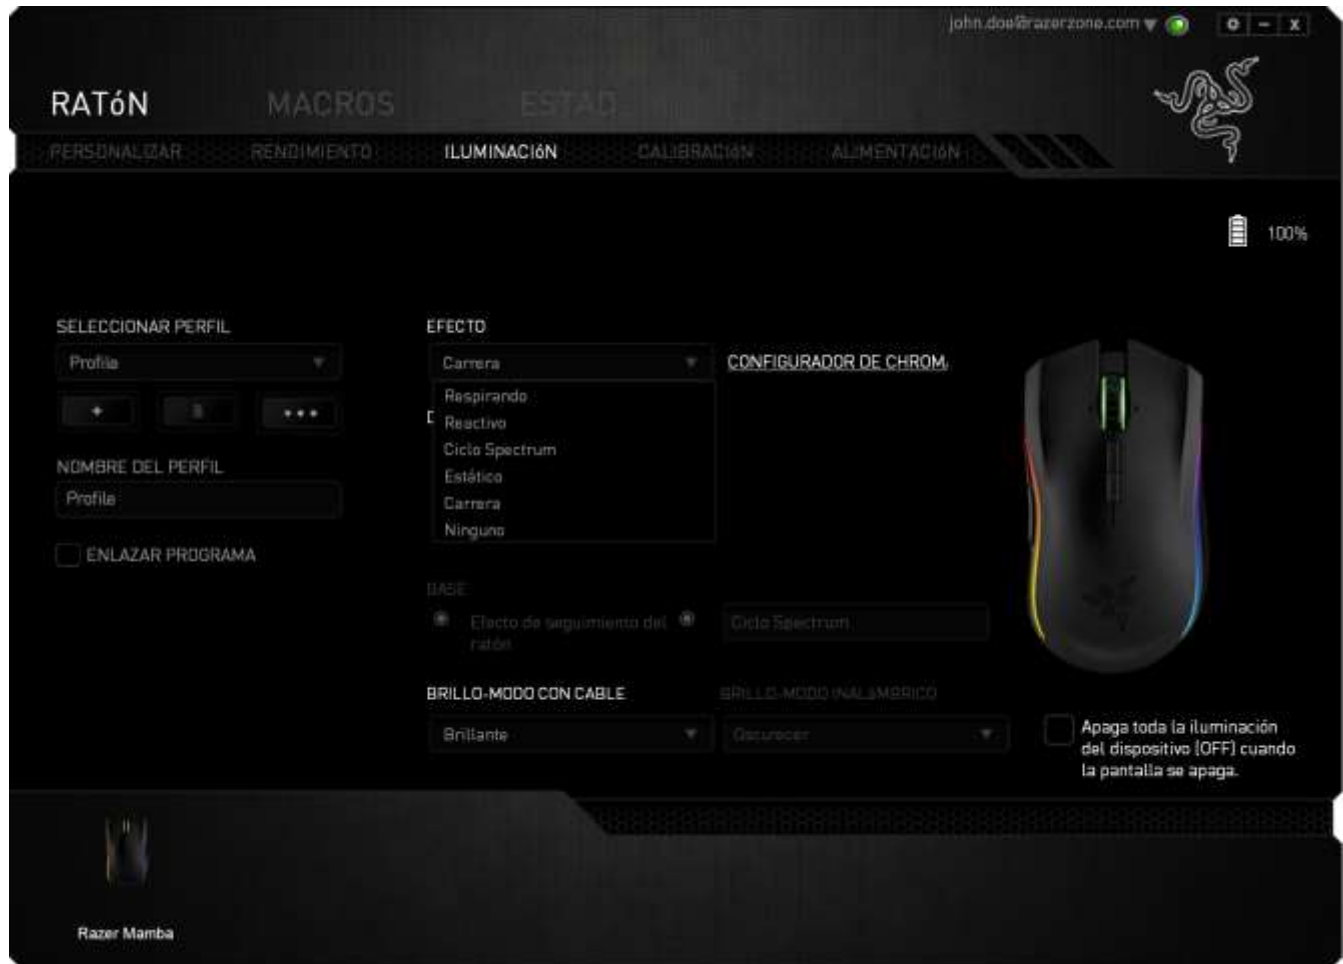 john.doe@razerzone.com
RATóN MACROS ESTAD.
PERSONALIZAR RENDIMIENTO ILUMINACIóN CALIBRACIóN ALIMENTACIóN
100%
SELECCIONAR PERFIL
Profile
NOMBRE DEL PERFIL
Profile
ENLAZAR PROGRAMA
EFECTO
Carrera
CONFIGURADOR DE CHROM.
Respirando
Reactivo
Ciclo Spectrum
Estático
Carrera
Ninguno
BASE
Efecto de seguimiento del
ratón
Ciclo Spectrum
BRILLO-MODO CON CABLE
BRILLO-MODO INALÁMBRICO
Brillante
Oscurecer
Apaga toda la iluminación
del dispositivo (OFF) cuando
la pantalla se apaga.
Razer Mamba